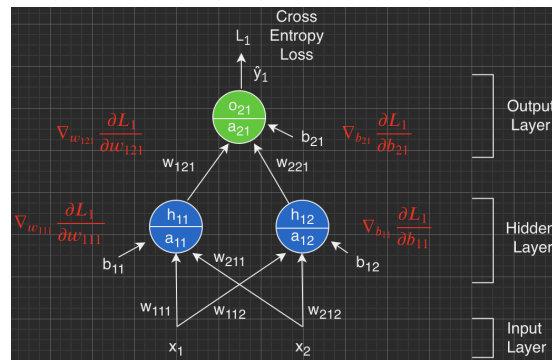 Cross
Entropy
Loss
L₁
ŷ₁
o₂₁
a₂₁
b₂₁
∇w₁₂₁ ∂L₁/∂w₁₂₁
∇b₂₁ ∂L₁/∂b₂₁
Output
Layer
w₁₂₁
w₂₂₁
h₁₁
a₁₁
h₁₂
a₁₂
∇w₁₁₁ ∂L₁/∂w₁₁₁
∇b₁₁ ∂L₁/∂b₁₁
Hidden
Layer
b₁₁
w₂₁₁
b₁₂
w₁₁₁
w₁₁₂
w₂₁₂
x₁
x₂
Input
Layer